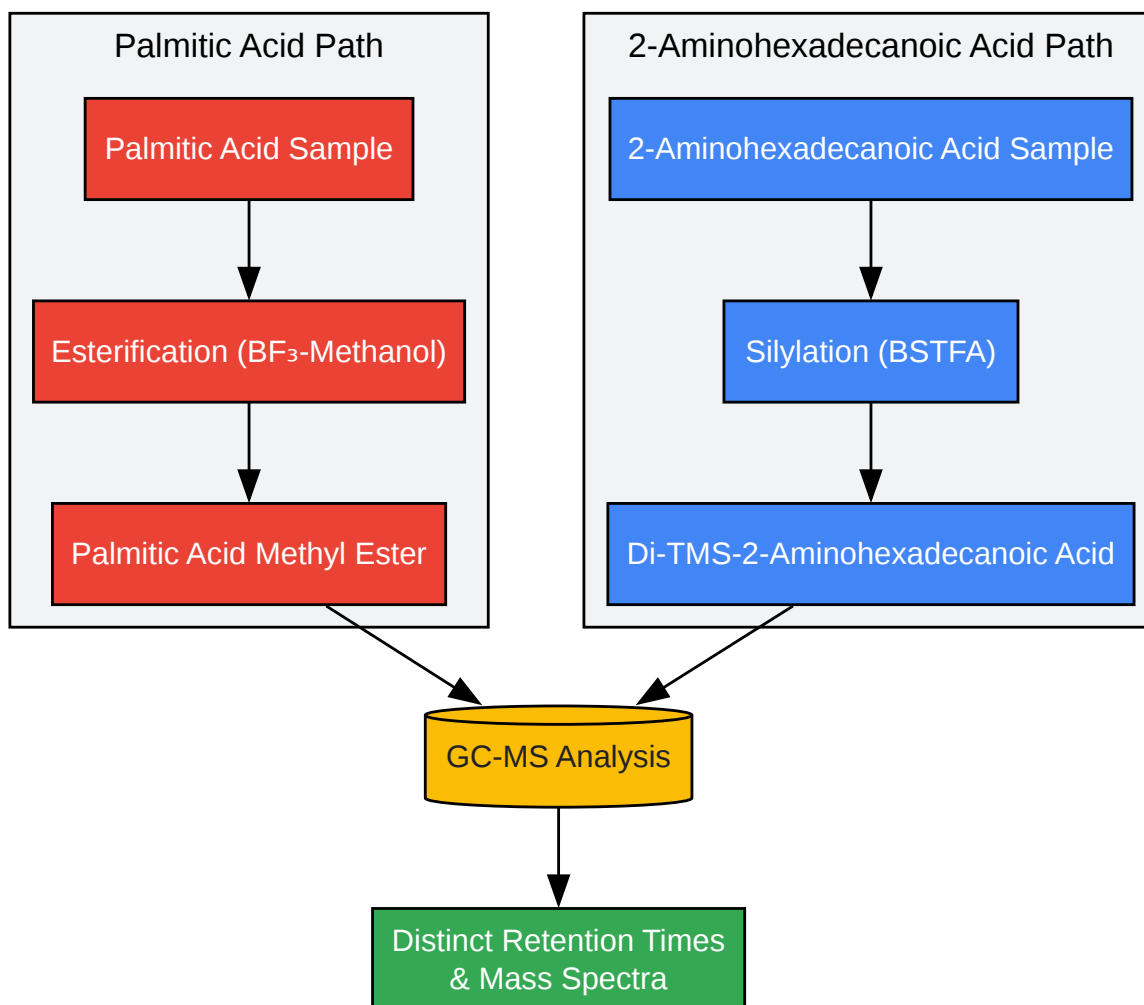 Palmitic Acid Path
Palmitic Acid Sample
Esterification (BF₃-Methanol)
Palmitic Acid Methyl Ester
2-Aminohexadecanoic Acid Path
2-Aminohexadecanoic Acid Sample
Silylation (BSTFA)
Di-TMS-2-Aminohexadecanoic Acid
GC-MS Analysis
Distinct Retention Times
& Mass Spectra